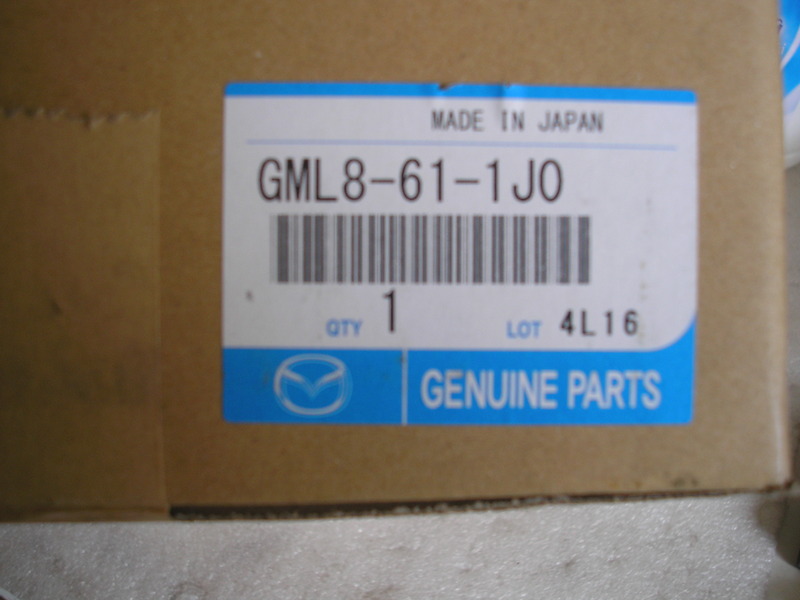 MADE IN JAPAN
GML8-61-1J0
QTY 1 LOT 4L16
GENUINE PARTS